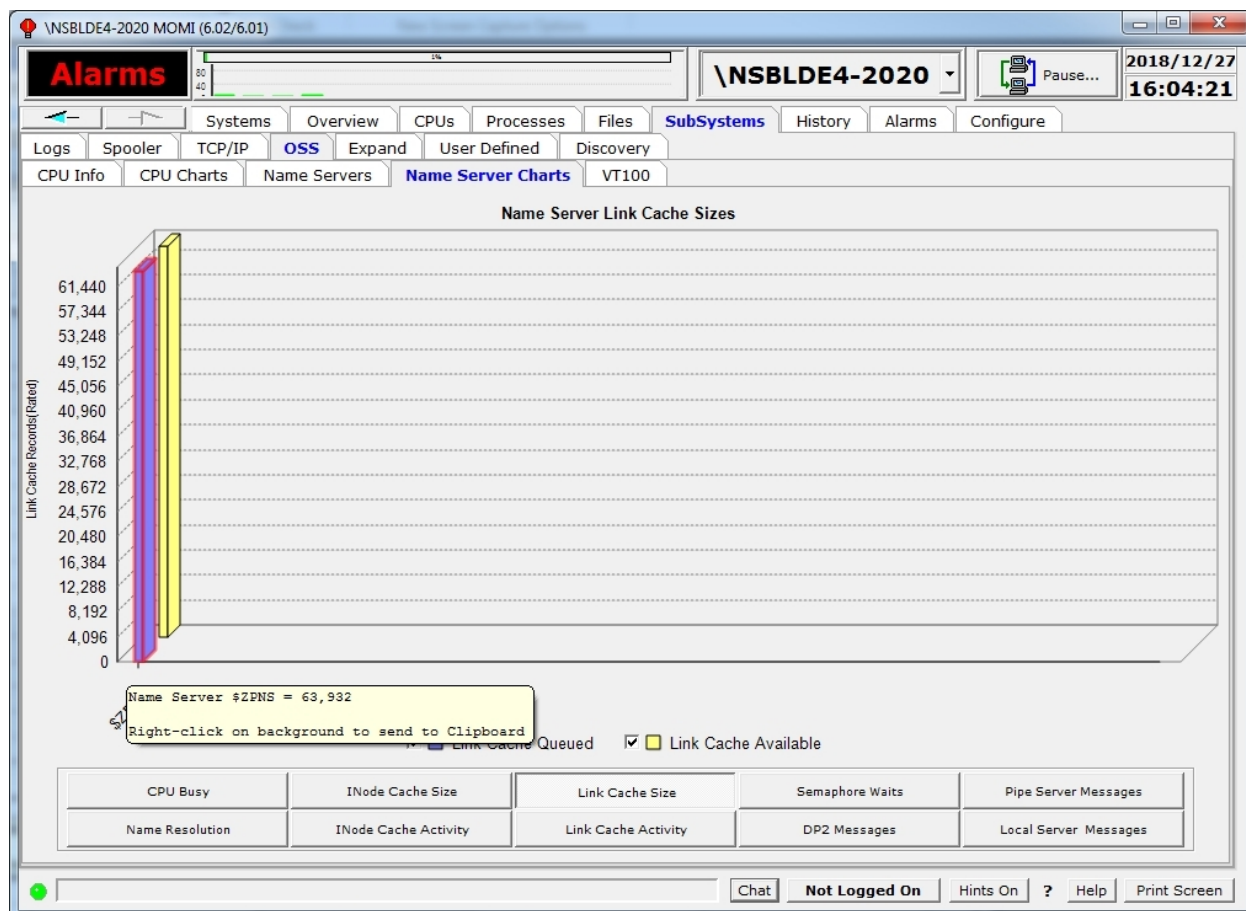 \NSBLDE4-2020 MOMI (6.02/6.01)
Alarms
1%
80
40
\NSBLDE4-2020
Pause...
2018/12/27
16:04:21
Systems Overview CPUs Processes Files SubSystems History Alarms Configure
Logs Spooler TCP/IP OSS Expand User Defined Discovery
CPU Info CPU Charts Name Servers Name Server Charts VT100
Name Server Link Cache Sizes
Link Cache Records(Rated)
61,440
57,344
53,248
49,152
45,056
40,960
36,864
32,768
28,672
24,576
20,480
16,384
12,288
8,192
4,096
0
Name Server $ZPNS = 63,932
Right-click on background to send to Clipboard
Link Cache Queued Link Cache Available
CPU Busy INode Cache Size Link Cache Size Semaphore Waits Pipe Server Messages
Name Resolution INode Cache Activity Link Cache Activity DP2 Messages Local Server Messages
Chat Not Logged On Hints On ? Help Print Screen